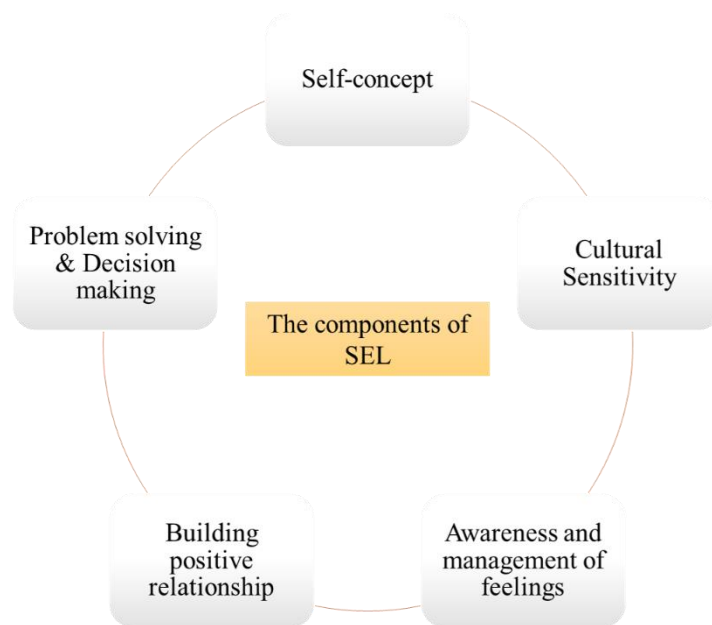 Self-concept
Problem solving
& Decision
making
Cultural
Sensitivity
The components of
SEL
Building
positive
relationship
Awareness and
management of
feelings